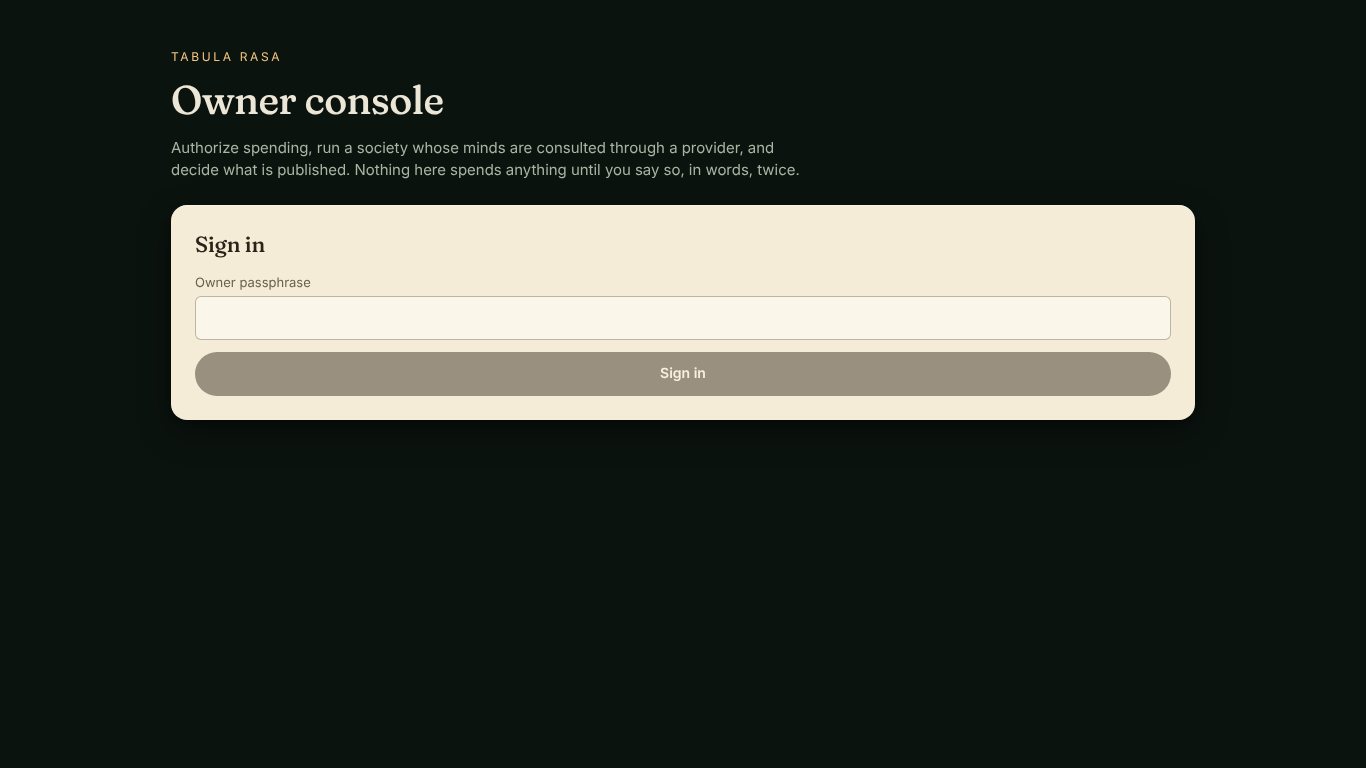 TABULA RASA
Owner console
Authorize spending, run a society whose minds are consulted through a provider, and
decide what is published. Nothing here spends anything until you say so, in words, twice.
Sign in
Owner passphrase
Sign in